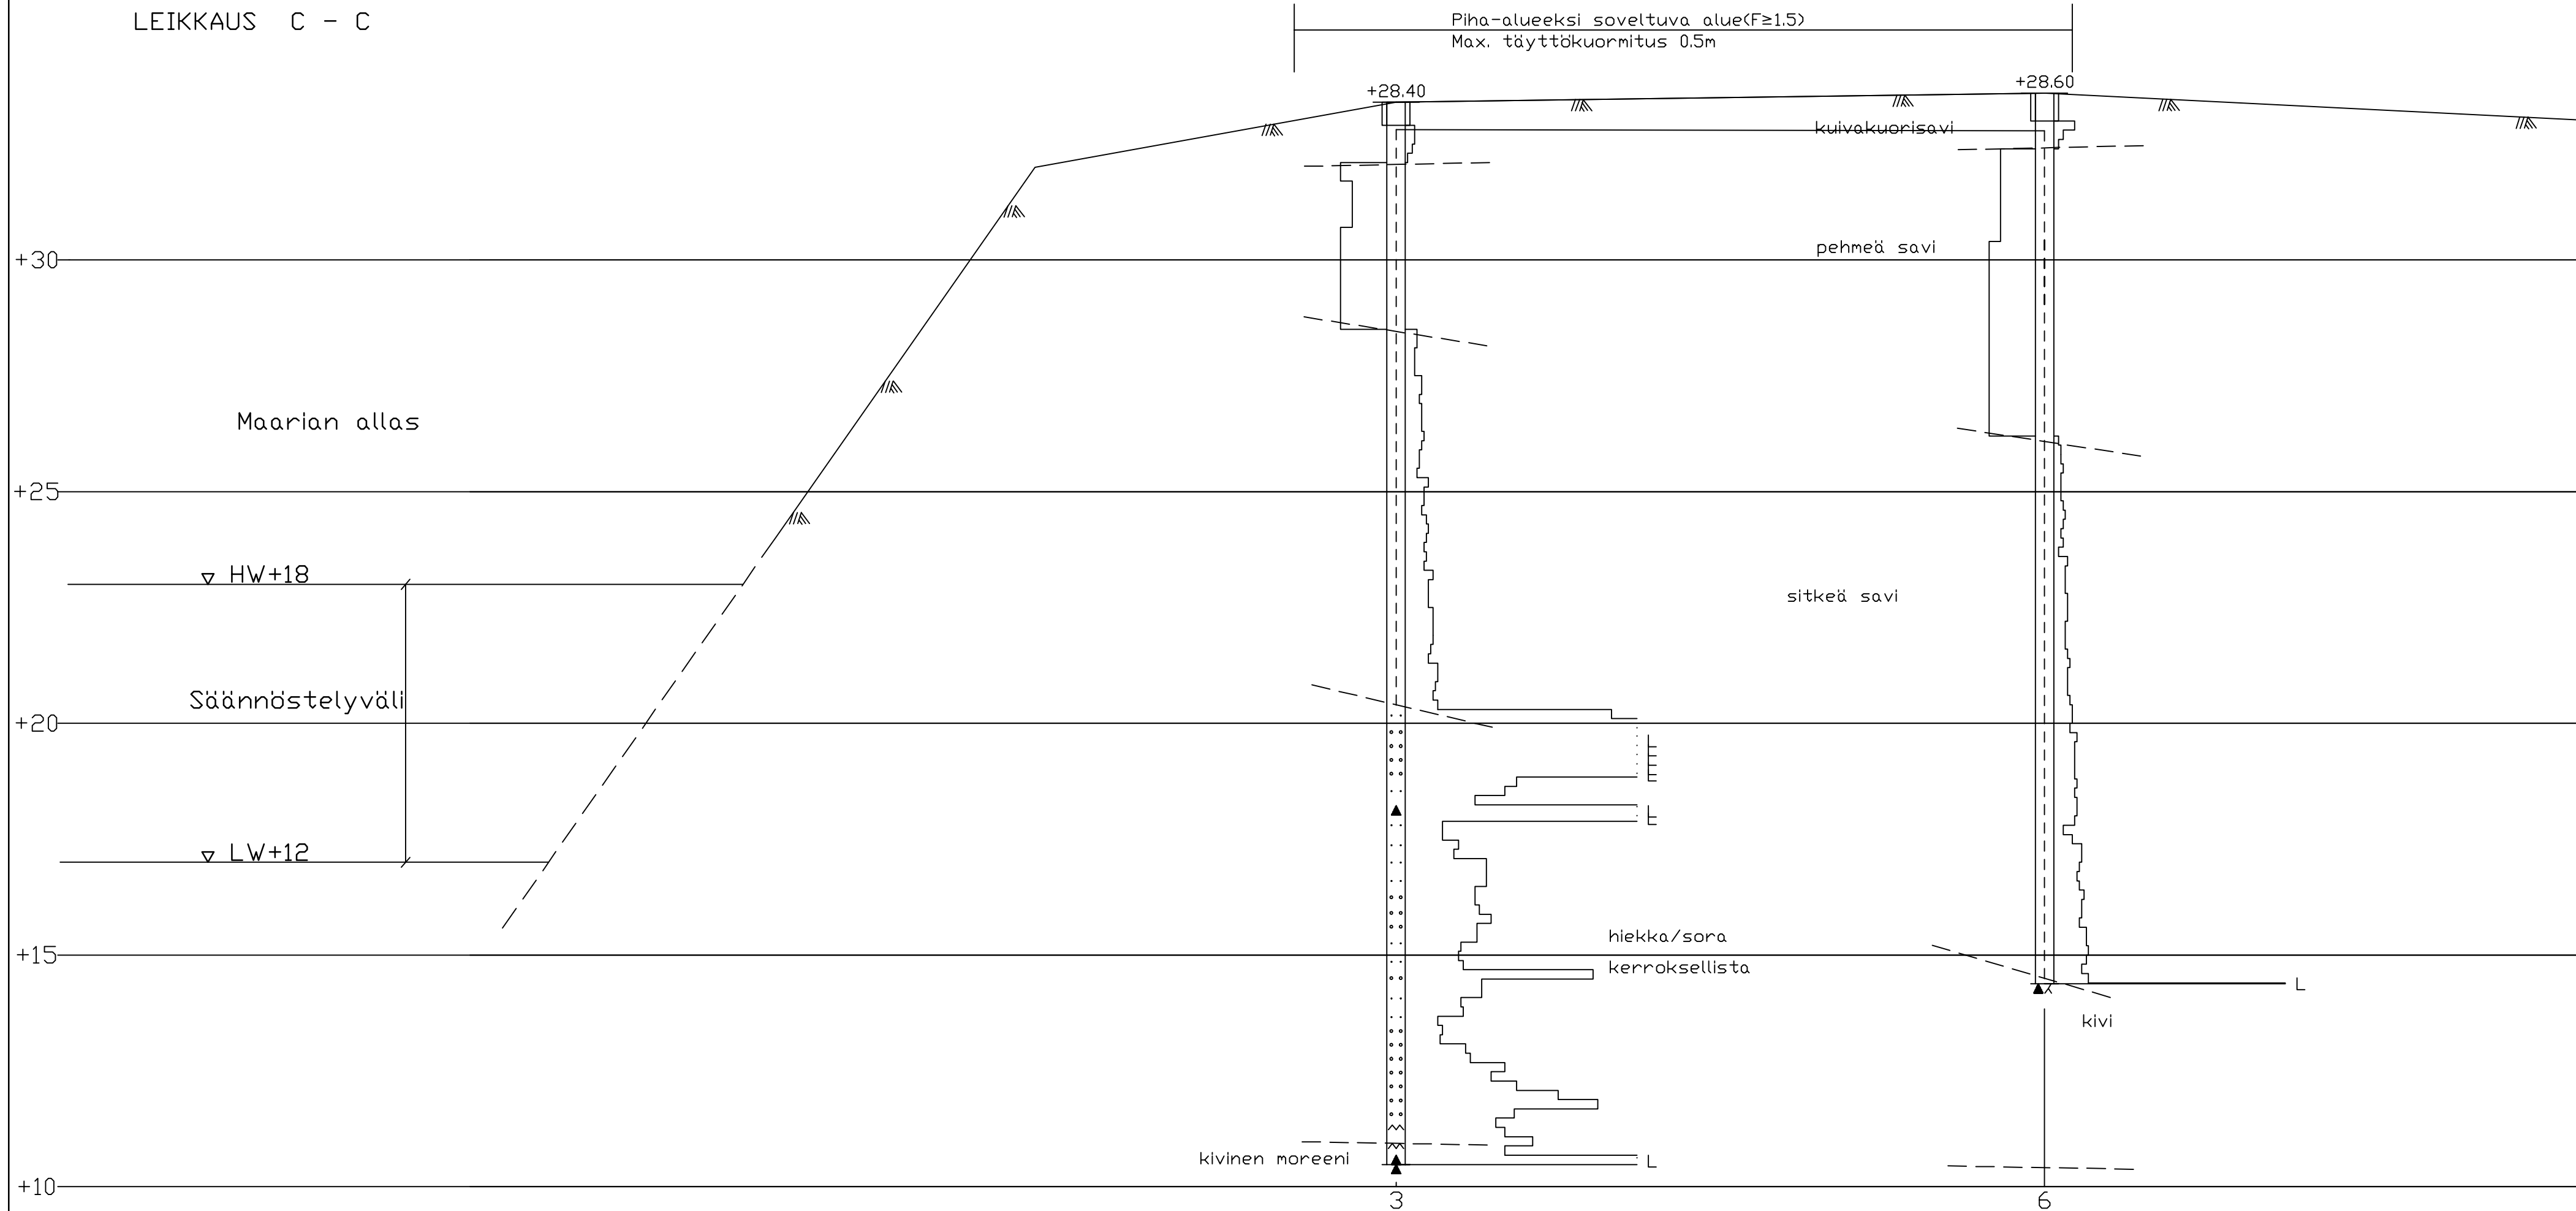 LEIKKAUS C - C
Piha-alueeksi soveltuva alue(F≥1.5)
Max. täyttökuormitus 0.5m
+28.40
+28.60
kuivakuorisavi
pehmeä savi
+30
Maarian allas
+25
HW+18
sitkeä savi
Säännöstelyväli
+20
L
L
LW+12
hiekka/sora
+15
kerroksellista
L
kivi
kivinen moreeni
L
+10
3
6